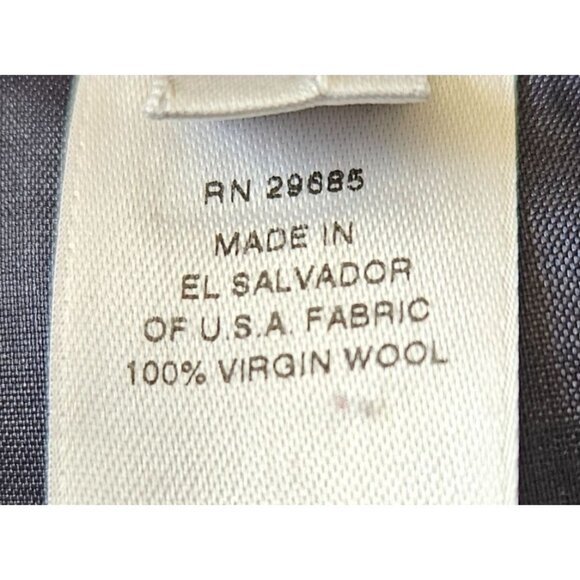 RN 29685
MADE IN
EL SALVADOR
OF U.S.A. FABRIC
100% VIRGIN WOOL